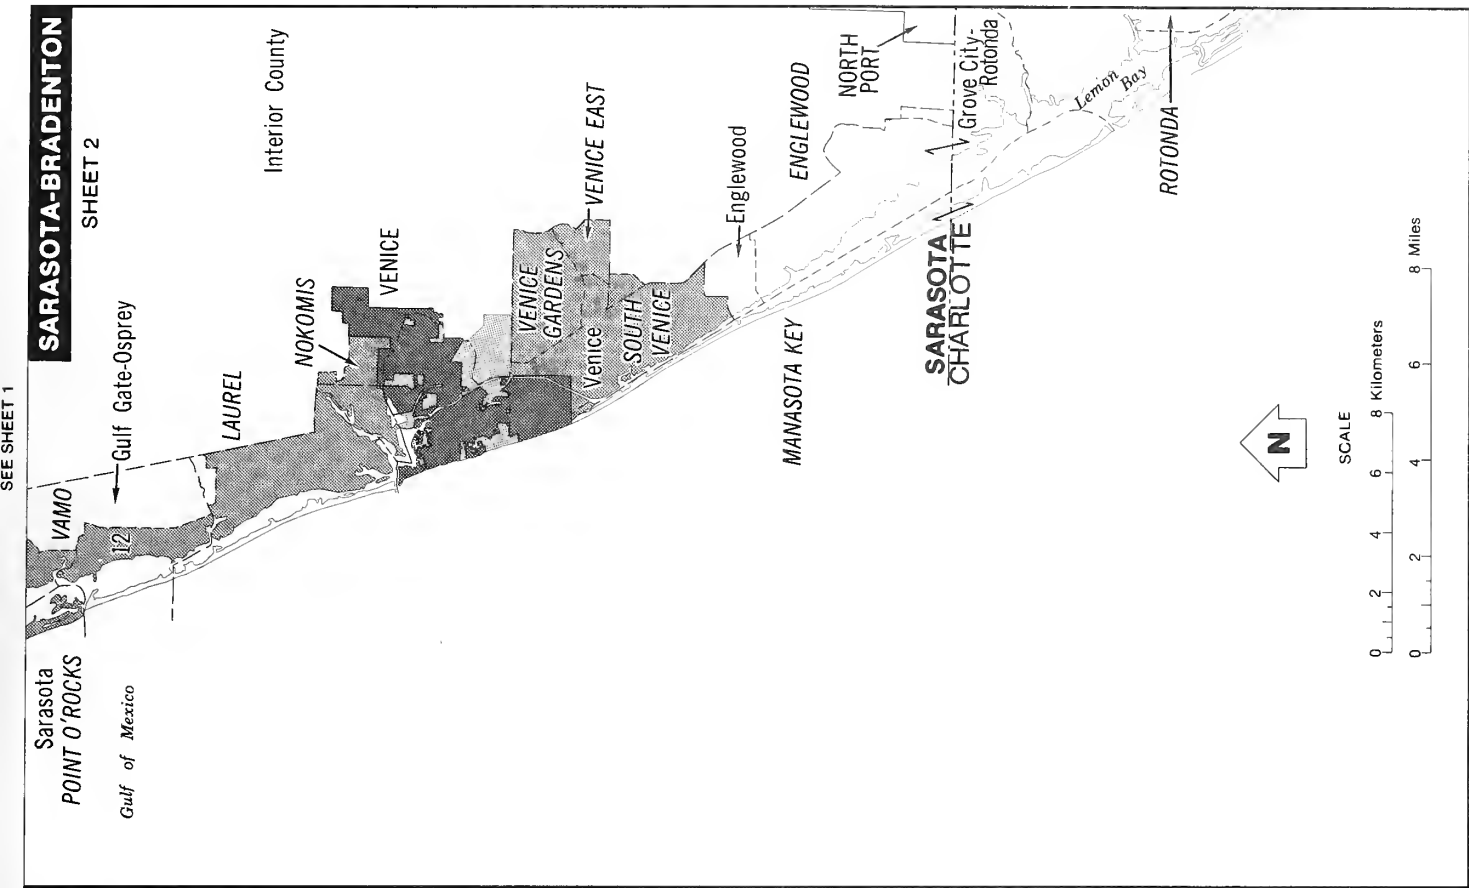 SEE SHEET 1
SARASOTA-BRADENTON
SHEET 2
Interior County
Gulf Gate-Osprey
VAMO
12
LAUREL
NOKOMIS
VENICE
Sarasota
POINT O'ROCKS
Gulf of Mexico
VENICE
GARDENS
VENICE EAST
Venice
SOUTH
VENICE
Englewood
ENGLEWOOD
MANASOTA KEY
NORTH
PORT
Grove City-
Rotonda
Lemon
Bay
SARASOTA
CHARLOTTE
ROTONDA
N
SCALE
0 2 4 6 8 Kilometers
0 2 4 6 8 Miles